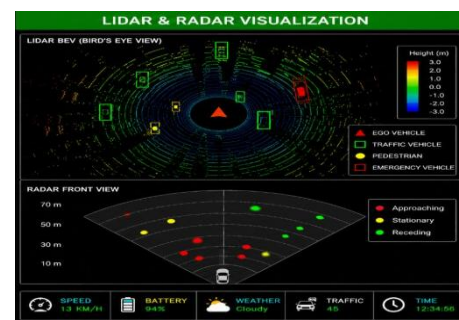 LIDAR & RADAR VISUALIZATION
LIDAR BEV (BIRD'S EYE VIEW)
Height (m)
3.0
2.0
1.0
0.0
-1.0
-2.0
-3.0
EGO VEHICLE
TRAFFIC VEHICLE
PEDESTRIAN
EMERGENCY VEHICLE
RADAR FRONT VIEW
70 m
50 m
30 m
10 m
Approaching
Stationary
Receding
SPEED
13 KM/H
BATTERY
94%
WEATHER
Cloudy
TRAFFIC
45
TIME
12:34:56